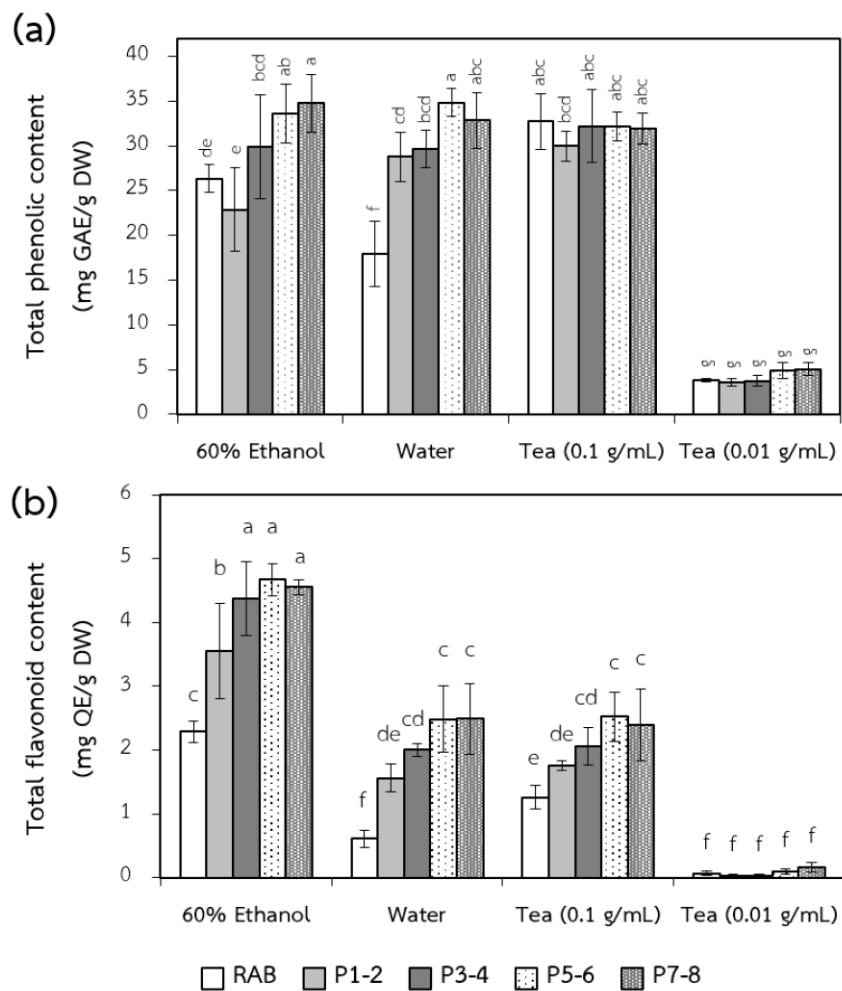 (a)
Total phenolic content
(mg GAE/g DW)
40
35
30
25
20
15
10
5
0
de e bcd ab a
f cd bcd a abc
abc bcd abc abc abc
g g g g g
60% Ethanol Water Tea (0.1 g/mL) Tea (0.01 g/mL)
(b)
Total flavonoid content
(mg QE/g DW)
6
5
4
3
2
1
0
c b a a a
f de cd c c
e de cd c c
f f f f f
60% Ethanol Water Tea (0.1 g/mL) Tea (0.01 g/mL)
RAB P1-2 P3-4 P5-6 P7-8